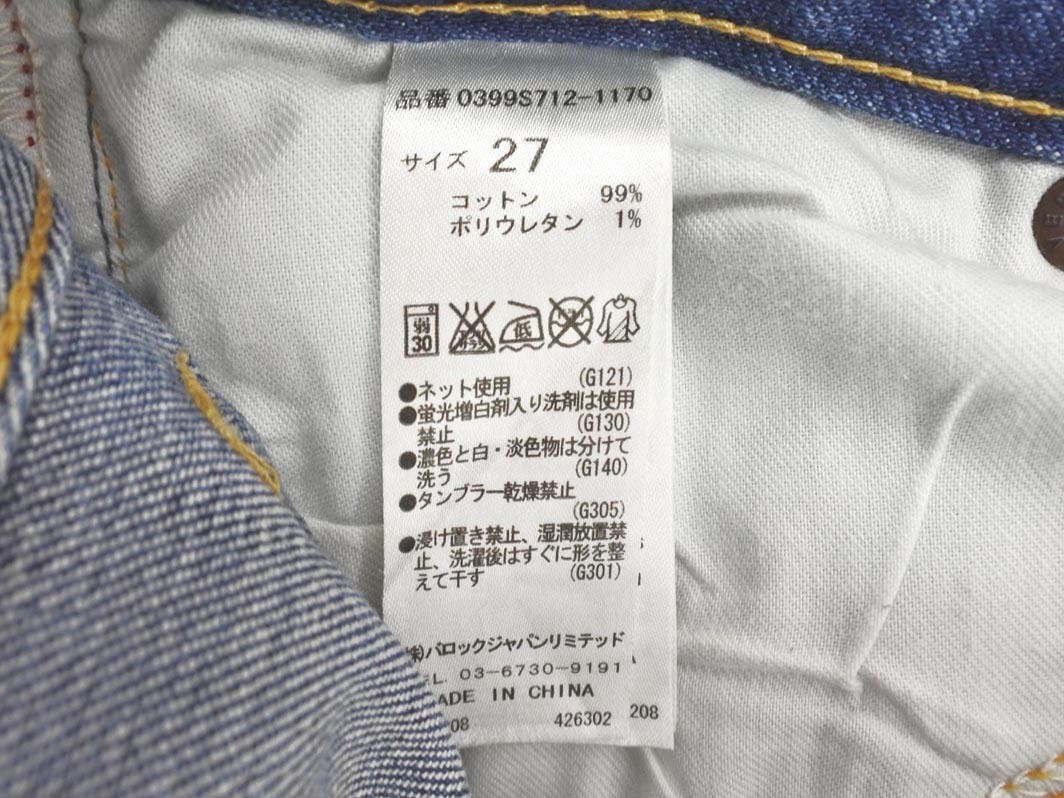 品番 0399S712-1170
サイズ 27
コットン 99%
ポリウレタン 1%
弱 30 低
●ネット使用 (G121)
●蛍光増白剤入り洗剤は使用
禁止 (G130)
●濃色と白・淡色物は分けて
洗う (G140)
●タンブラー乾燥禁止
(G305)
●浸け置き禁止、湿潤放置禁
止、洗濯後はすぐに形を整
えて干す (G301)
株)バロックジャパンリミテッド
EL. 03-6730-9191
ADE IN CHINA
08 426302 208